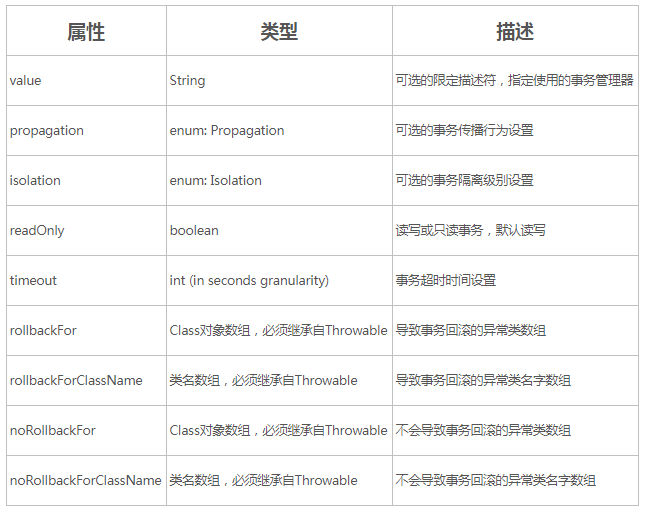 属性 类型 描述
value String 可选的限定描述符，指定使用的事务管理器
propagation enum: Propagation 可选的事务传播行为设置
isolation enum: Isolation 可选的事务隔离级别设置
readOnly boolean 读写或只读事务，默认读写
timeout int (in seconds granularity) 事务超时时间设置
rollbackFor Class对象数组，必须继承自Throwable 导致事务回滚的异常类数组
rollbackForClassName 类名数组，必须继承自Throwable 导致事务回滚的异常类名字数组
noRollbackFor Class对象数组，必须继承自Throwable 不会导致事务回滚的异常类数组
noRollbackForClassName 类名数组，必须继承自Throwable 不会导致事务回滚的异常类名字数组